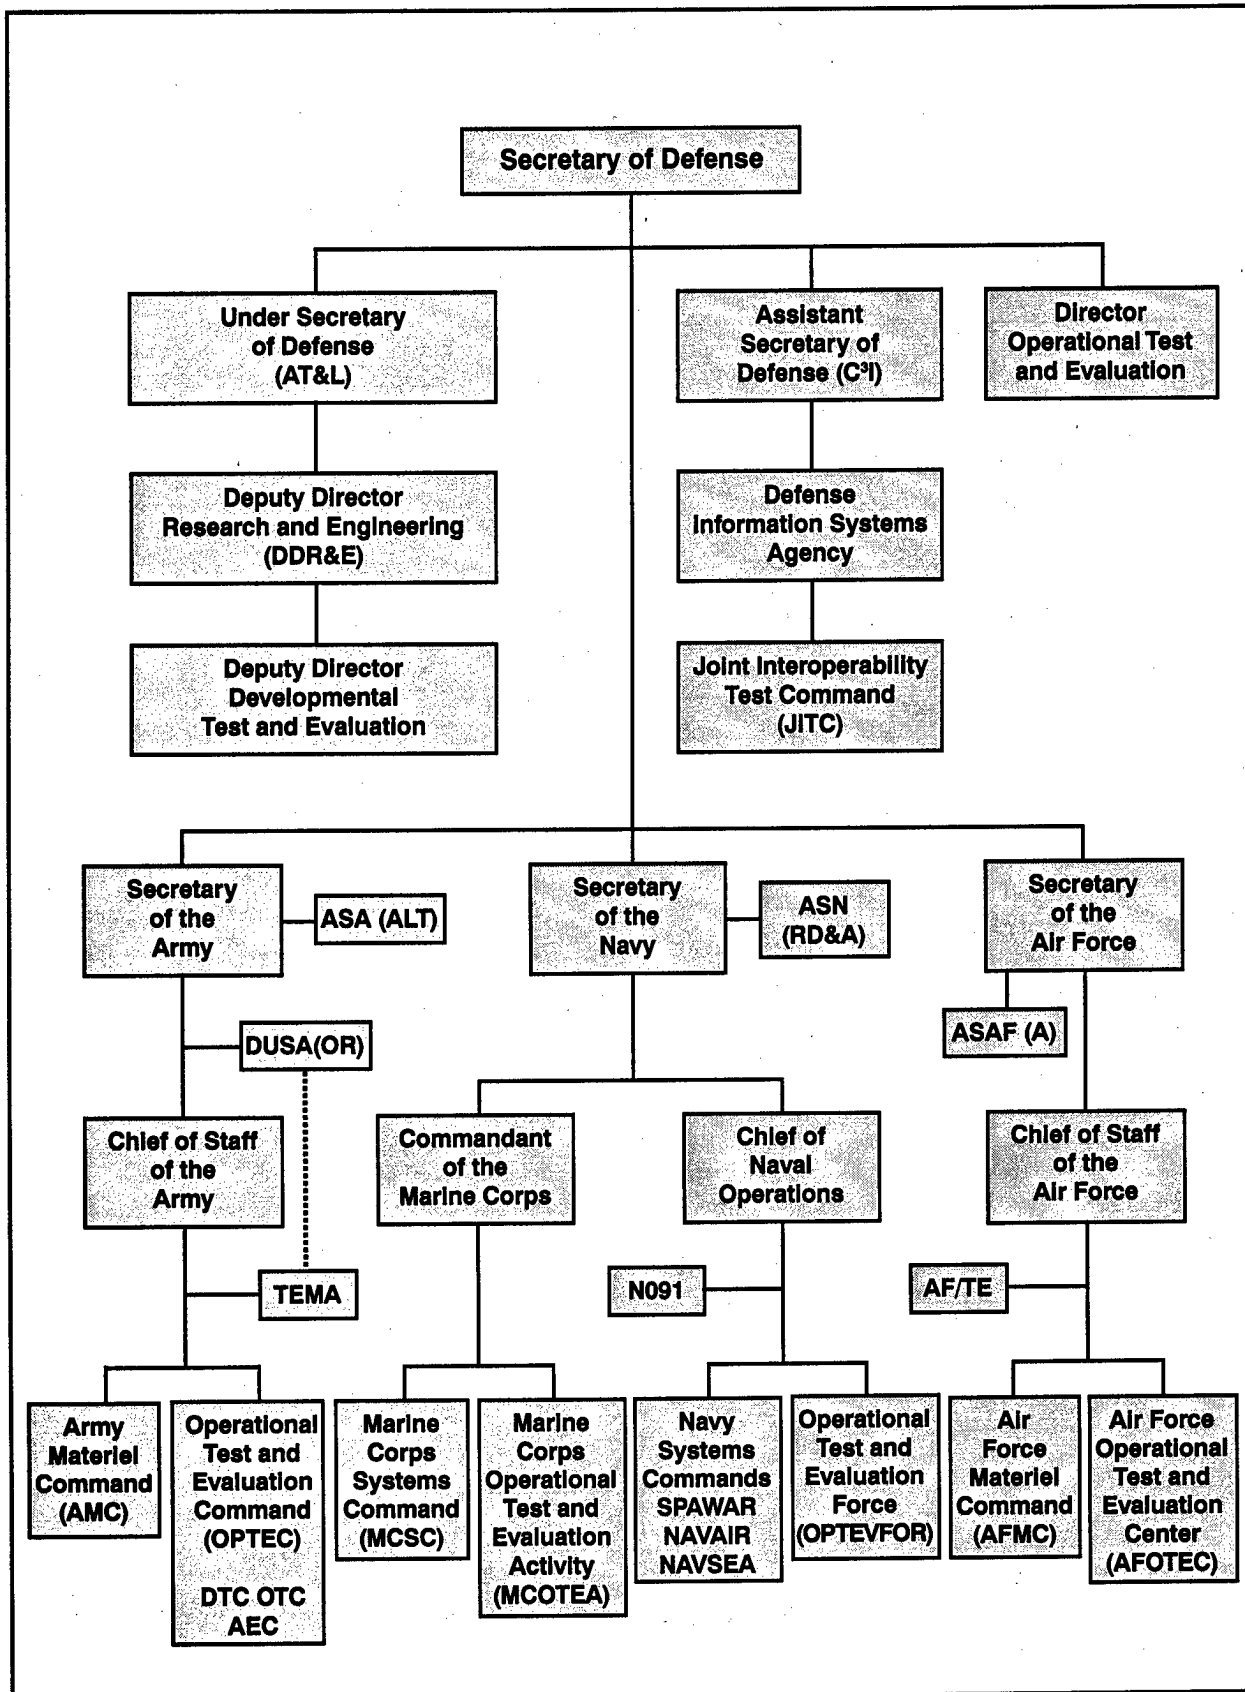 Secretary of Defense
Under Secretary
of Defense
(AT&L)
Assistant
Secretary of
Defense (C³I)
Director
Operational Test
and Evaluation
Deputy Director
Research and Engineering
(DDR&E)
Defense
Information Systems
Agency
Deputy Director
Developmental
Test and Evaluation
Joint Interoperability
Test Command
(JITC)
Secretary
of the
Army
ASA (ALT)
Secretary
of the
Navy
ASN
(RD&A)
Secretary
of the
Air Force
ASAF (A)
DUSA(OR)
Chief of Staff
of the
Army
Commandant
of the
Marine Corps
Chief of
Naval
Operations
Chief of Staff
of the
Air Force
TEMA
N091
AF/TE
Army
Materiel
Command
(AMC)
Operational
Test and
Evaluation
Command
(OPTEC)
DTC OTC
AEC
Marine
Corps
Systems
Command
(MCSC)
Marine
Corps
Operational
Test and
Evaluation
Activity
(MCOTEA)
Navy
Systems
Commands
SPAWAR
NAVAIR
NAVSEA
Operational
Test and
Evaluation
Force
(OPTEVFOR)
Air
Force
Materiel
Command
(AFMC)
Air Force
Operational
Test and
Evaluation
Center
(AFOTEC)